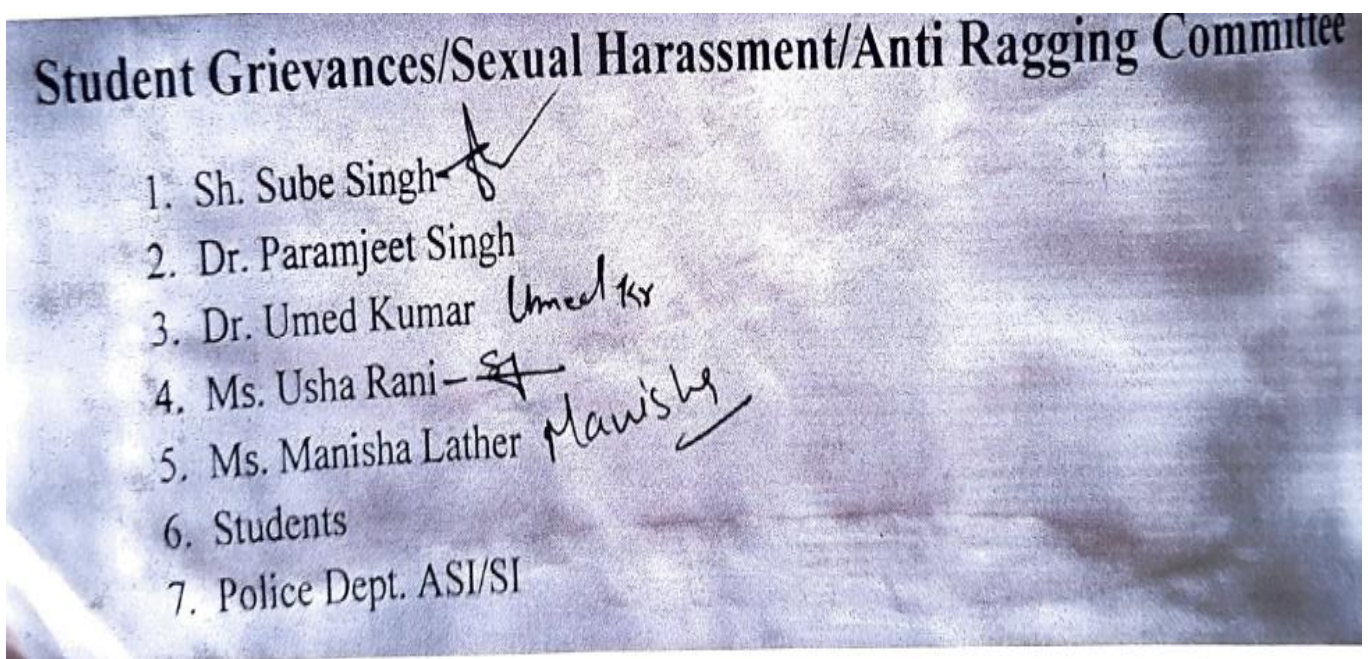 Student Grievances/Sexual Harassment/Anti Ragging Committee
1. Sh. Sube Singh-
2. Dr. Paramjeet Singh
3. Dr. Umed Kumar Umed Kr
4. Ms. Usha Rani-
5. Ms. Manisha Lather Manisha
6. Students
7. Police Dept. ASI/SI